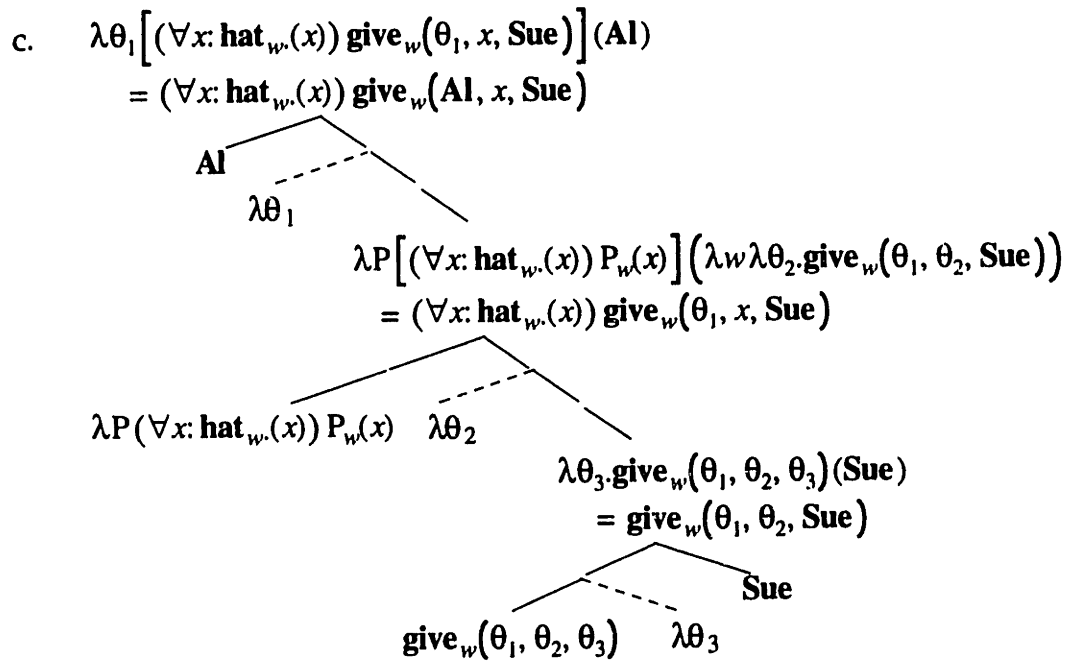 c. λθ₁[(∀x: hat_w.(x)) give_w(θ₁, x, Sue)](Al)
= (∀x: hat_w.(x)) give_w(Al, x, Sue)
Al
λθ₁
λP[(∀x: hat_w.(x)) P_w(x)](λwλθ₂.give_w(θ₁, θ₂, Sue))
= (∀x: hat_w.(x)) give_w(θ₁, x, Sue)
λP(∀x: hat_w.(x)) P_w(x) λθ₂
λθ₃.give_w(θ₁, θ₂, θ₃)(Sue)
= give_w(θ₁, θ₂, Sue)
Sue
give_w(θ₁, θ₂, θ₃) λθ₃